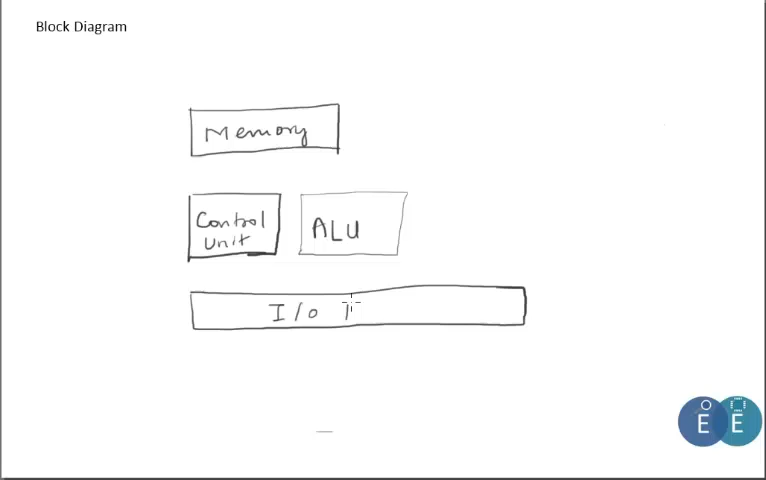 Block Diagram
Memory
Control
Unit
ALU
I/O
Ė Ë